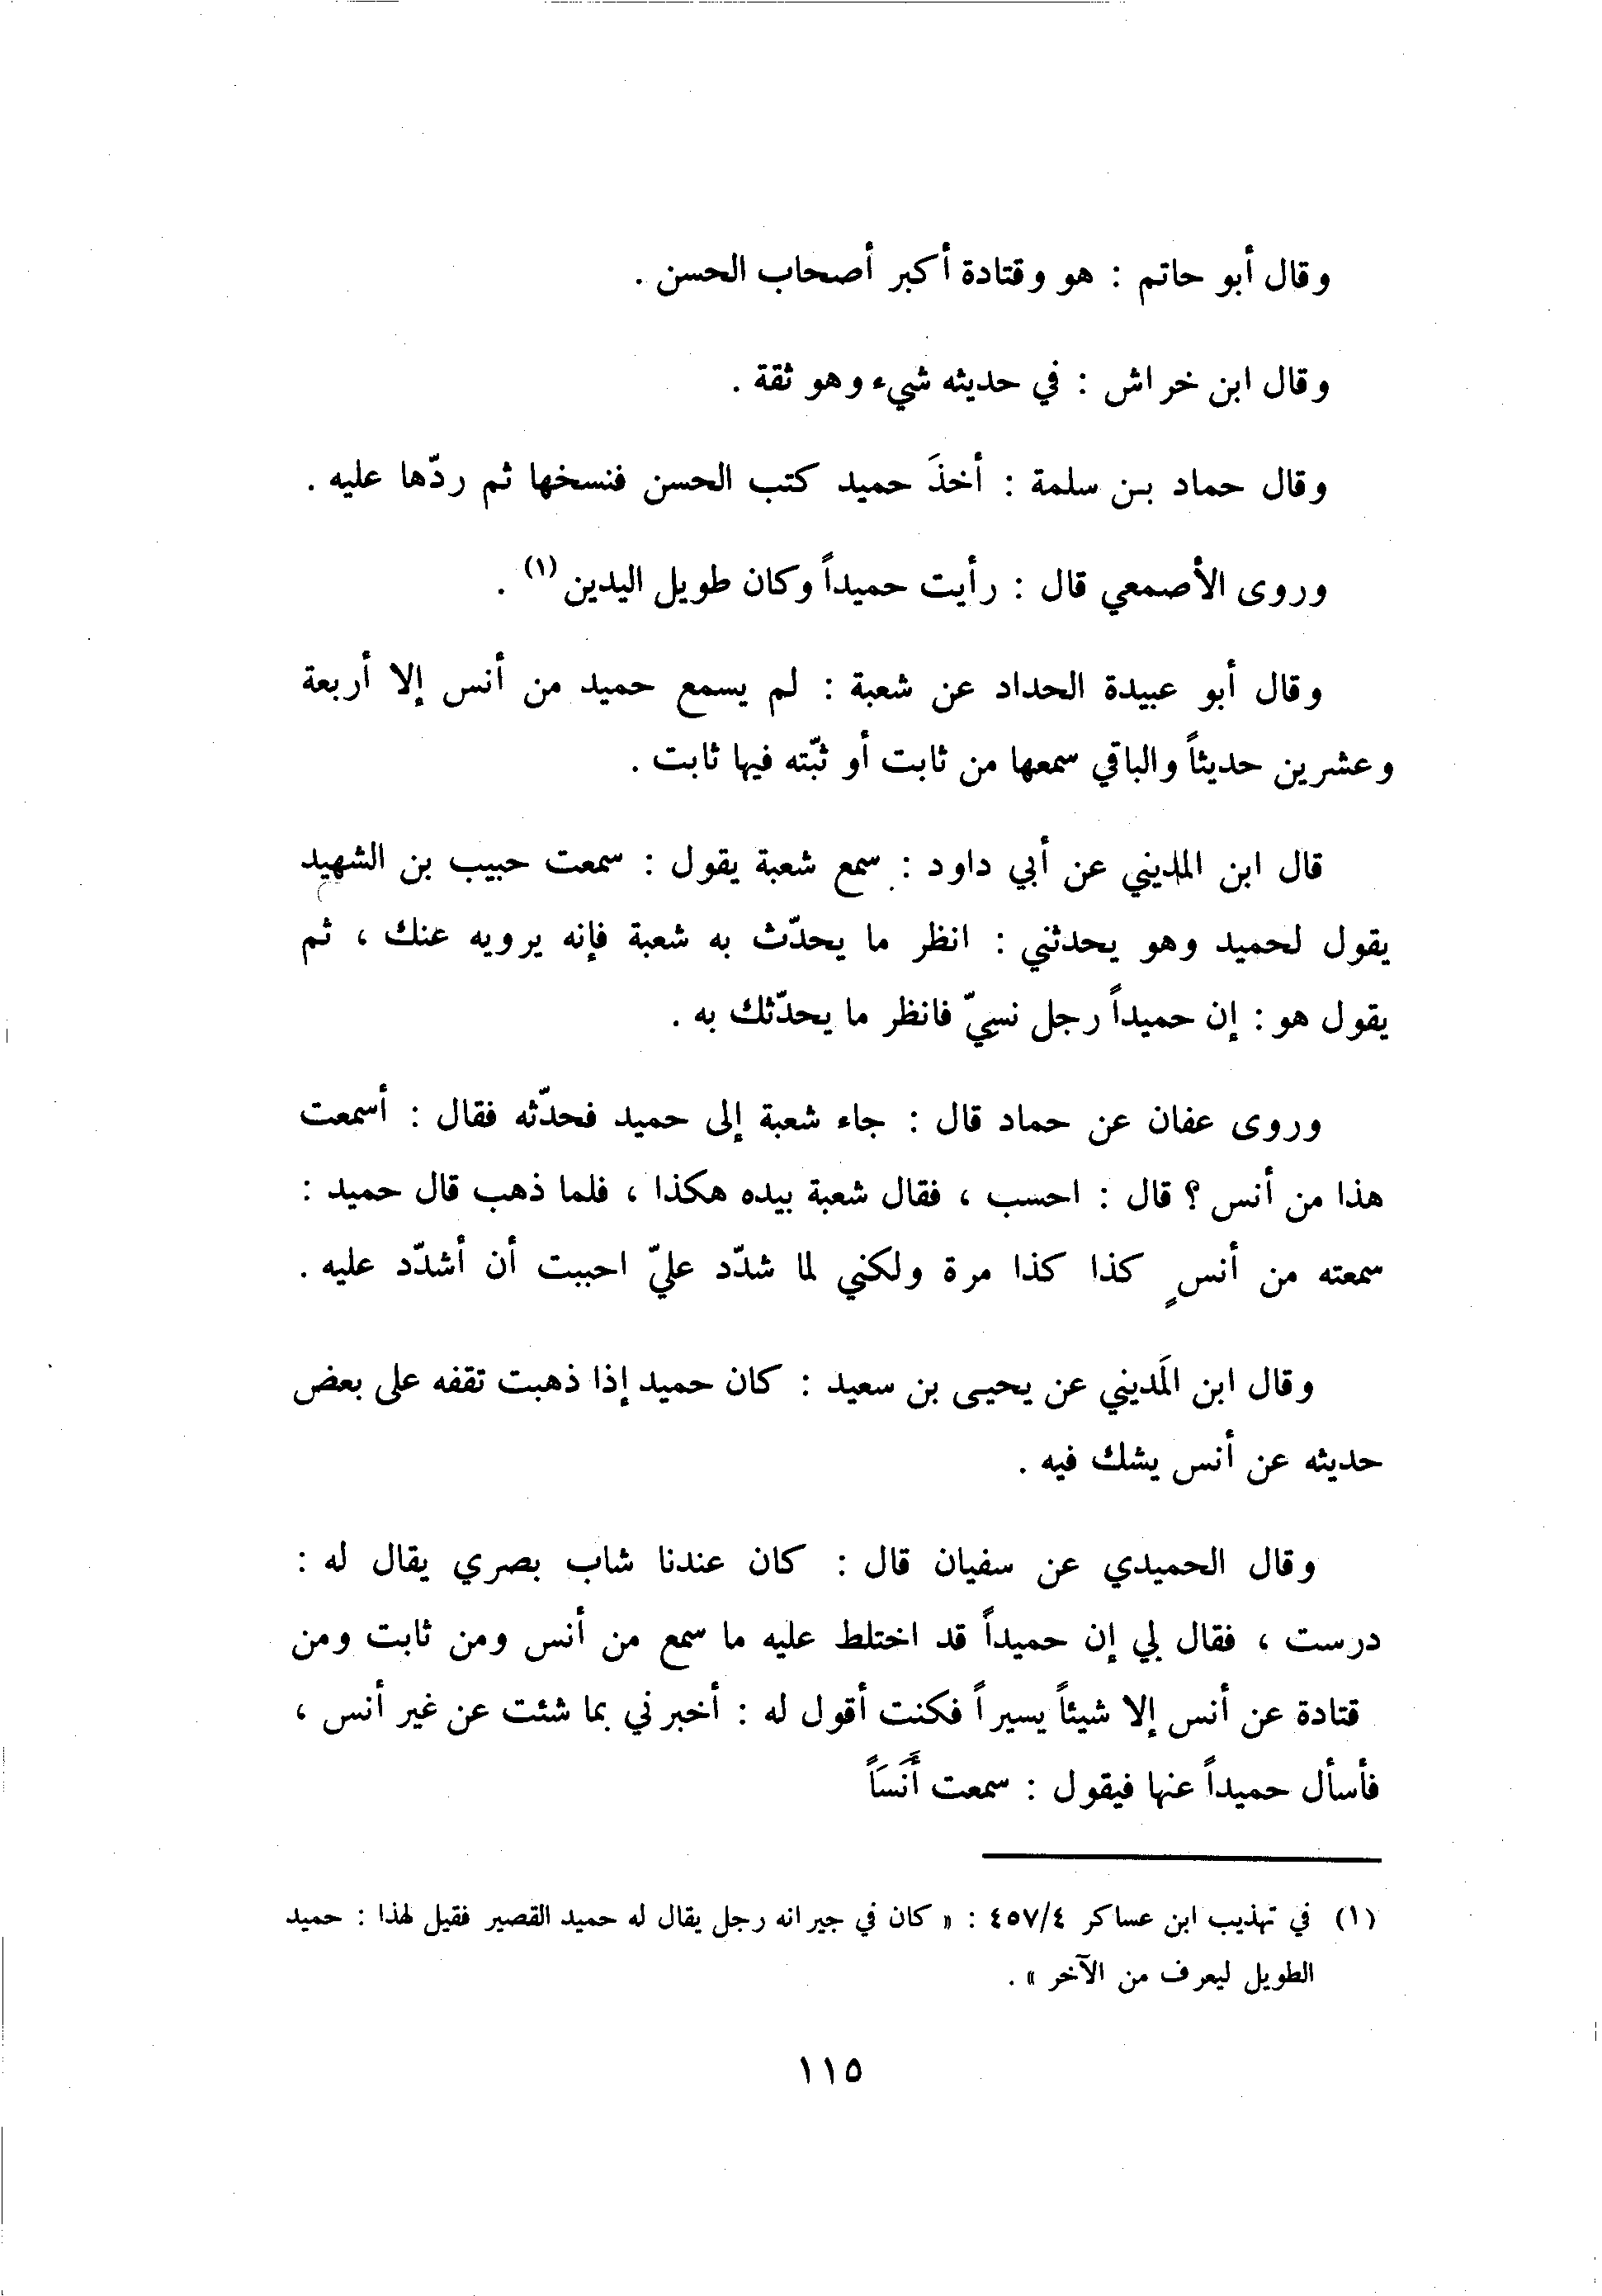 وقال أبو حاتم : هو وقتادة أكبر أصحاب الحسن .
وقال ابن خراش : في حديثه شيء وهو ثقة .
وقال حماد بن سلمة : أخذَ حميد كتب الحسن فنسخها ثم ردّها عليه .
وروى الأصمعي قال : رأيت حميداً وكان طويل اليدين (١) .
وقال أبو عبيدة الحداد عن شعبة : لم يسمع حميد من أنس إلا أربعة
وعشرين حديثاً والباقي سمعها من ثابت أو ثبّته فيها ثابت .
قال ابن المديني عن أبي داود : سمع شعبة يقول : سمعت حبيب بن الشهيد
يقول لحميد وهو يحدثني : انظر ما يحدّث به شعبة فإنه يرويه عنك ، ثم
يقول هو : إن حميداً رجل نسيّ فانظر ما يحدّثك به .
وروى عفان عن حماد قال : جاء شعبة إلى حميد فحدّثه فقال : أسمعت
هذا من أنس ؟ قال : احسب ، فقال شعبة بيده هكذا ، فلما ذهب قال حميد :
سمعته من أنسٍ كذا كذا مرة ولكني لما شدّد عليّ احببت أن أشدّد عليه .
وقال ابن المَديني عن يحيى بن سعيد : كان حميد إذا ذهبت تقفه على بعض
حديثه عن أنس يشك فيه .
وقال الحميدي عن سفيان قال : كان عندنا شاب بصري يقال له :
درست ، فقال لي إن حميداً قد اختلط عليه ما سمع من أنس ومن ثابت ومن
قتادة عن أنس إلا شيئاً يسيراً فكنت أقول له : أخبرني بما شئت عن غير أنس ،
فأسأل حميداً عنها فيقول : سمعت أَنَسَاً
(١) في تهذيب ابن عساكر ٤٥٧/٤ : « كان في جيرانه رجل يقال له حميد القصير فقيل لهذا : حميد
الطويل ليعرف من الآخر » .
١١٥